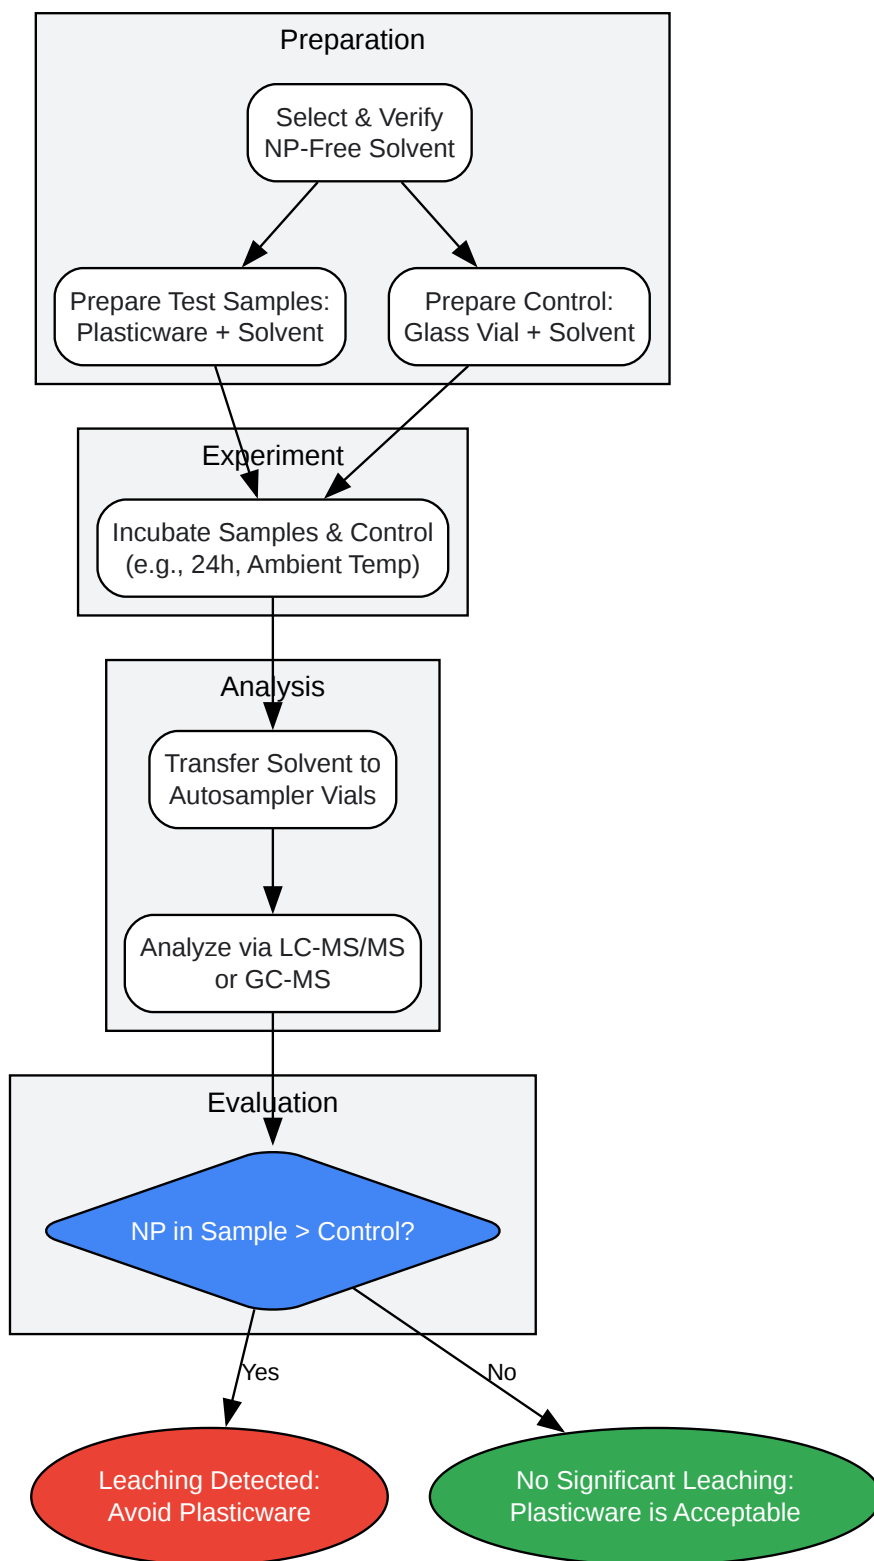 Preparation
Select & Verify
NP-Free Solvent
Prepare Test Samples:
Plasticware + Solvent
Prepare Control:
Glass Vial + Solvent
Experiment
Incubate Samples & Control
(e.g., 24h, Ambient Temp)
Analysis
Transfer Solvent to
Autosampler Vials
Analyze via LC-MS/MS
or GC-MS
Evaluation
NP in Sample > Control?
Yes
No
Leaching Detected:
Avoid Plasticware
No Significant Leaching:
Plasticware is Acceptable